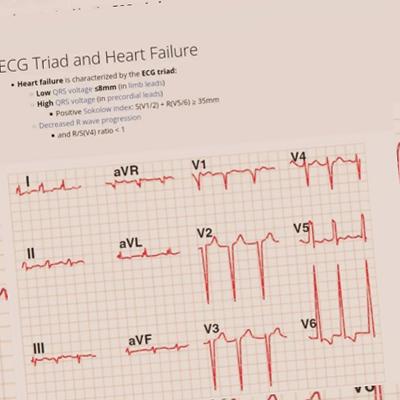 ECG Triad and Heart Failure
Heart failure is characterized by the ECG triad:
Low QRS voltage ≤8mm (in limb leads)
High QRS voltage (in precordial leads)
Positive Sokolow index: S(V1/2) + R(V5/6) ≥ 35mm
Decreased R wave progression
and R/S(V4) ratio < 1
I aVR V1 V4
II aVL V2 V5
III aVF V3 V6